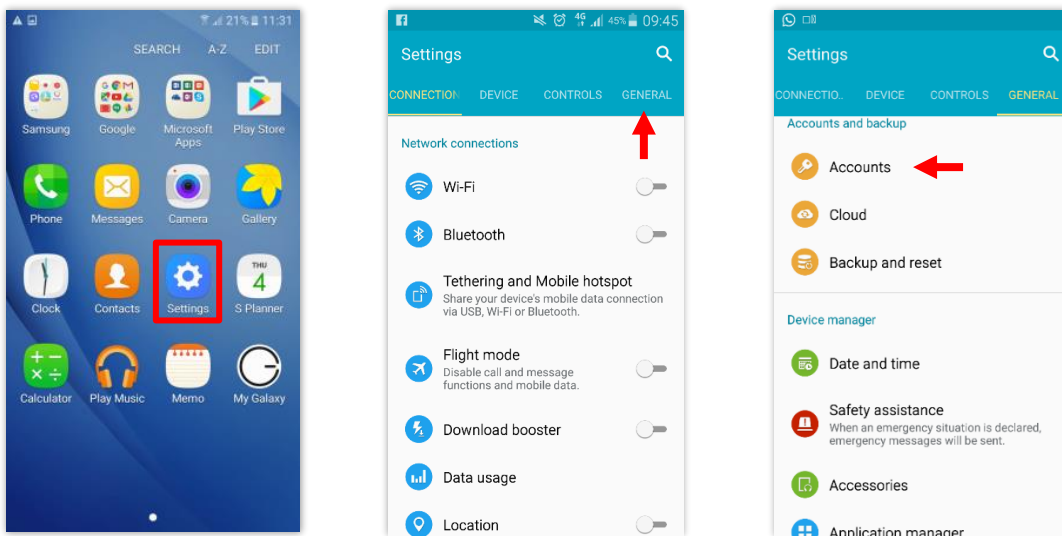 21% 11:31
SEARCH A-Z EDIT
Samsung Google Microsoft Apps Play Store
Phone Messages Camera Gallery
THU
4
Clock Contacts Settings S Planner
Calculator Play Music Memo My Galaxy
4G 45% 09:45
Settings
CONNECTION DEVICE CONTROLS GENERAL
Network connections
Wi-Fi
Bluetooth
Tethering and Mobile hotspot
Share your device's mobile data connection
via USB, Wi-Fi or Bluetooth.
Flight mode
Disable call and message
functions and mobile data.
Download booster
Data usage
Location
Settings
CONNECTIO.. DEVICE CONTROLS GENERAL
Accounts and backup
Accounts
Cloud
Backup and reset
Device manager
Date and time
Safety assistance
When an emergency situation is declared,
emergency messages will be sent.
Accessories
Application manager